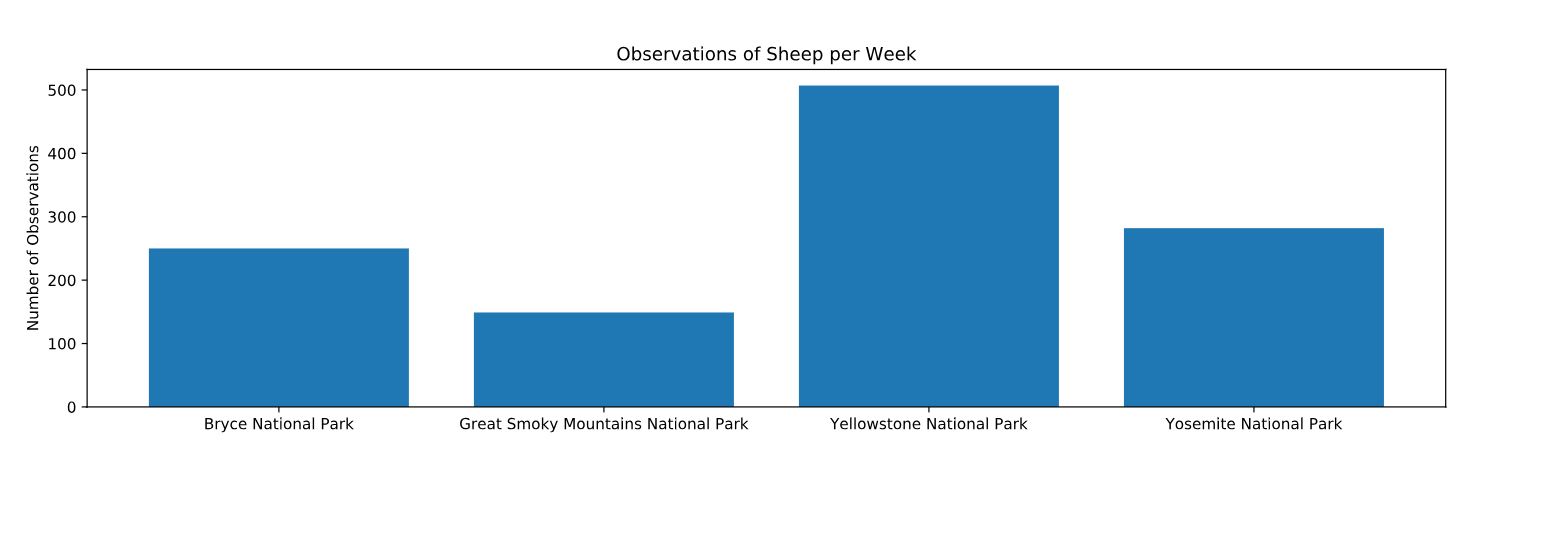 Observations of Sheep per Week
Number of Observations
500
400
300
200
100
0
Bryce National Park
Great Smoky Mountains National Park
Yellowstone National Park
Yosemite National Park